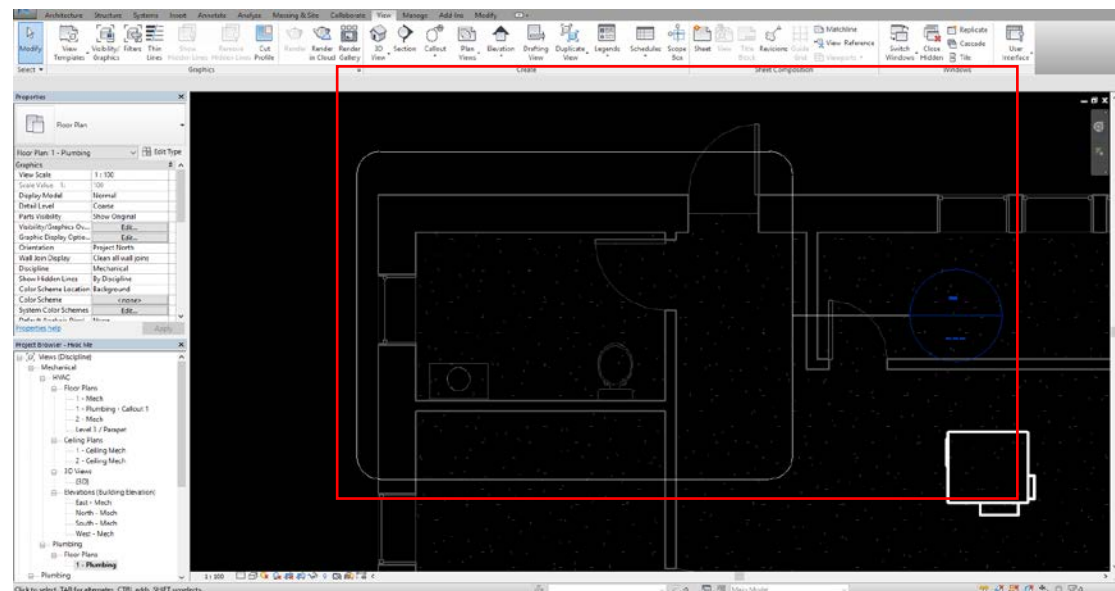 Architecture Structure Systems Insert Annotate Analyze Massing & Site Collaborate View Manage Add-Ins Modify
Modify View Templates Visibility/ Graphics Filters Thin Lines Show Hidden Lines Remove Hidden Lines Cut Profile Render Render in Cloud Render Gallery 3D View Section Callout Plan Views Elevation Drafting View Duplicate View Legends Schedules Scope Box Sheet View Title Block Revisions Guide Grid Matchline View Reference Viewports Switch Windows Close Hidden Replicate Cascade Tile User Interface
Select Graphics Create Sheet Composition Windows
Properties
Floor Plan
Floor Plan: 1 - Plumbing Edit Type
Graphics
View Scale 1 : 100
Scale Value 1: 100
Display Model Normal
Detail Level Coarse
Parts Visibility Show Original
Visibility/Graphics Ov... Edit...
Graphic Display Optio... Edit...
Orientation Project North
Wall Join Display Clean all wall joins
Discipline Mechanical
Show Hidden Lines By Discipline
Color Scheme Location Background
Color Scheme <none>
System Color Schemes Edit...
Properties help Apply
Project Browser -
Views (Discipline)
Mechanical
HVAC
Floor Plans
1 - Mech
1 - Plumbing - Callout 1
2 - Mech
Level 3 / Parapet
Ceiling Plans
1 - Ceiling Mech
2 - Ceiling Mech
3D Views
{3D}
Elevations (Building Elevation)
East - Mech
North - Mech
South - Mech
West - Mech
Plumbing
Floor Plans
1 - Plumbing
Plumbing
1 : 100
Main Model
Click to select, TAB for alternates, CTRL adds, SHIFT unselects.